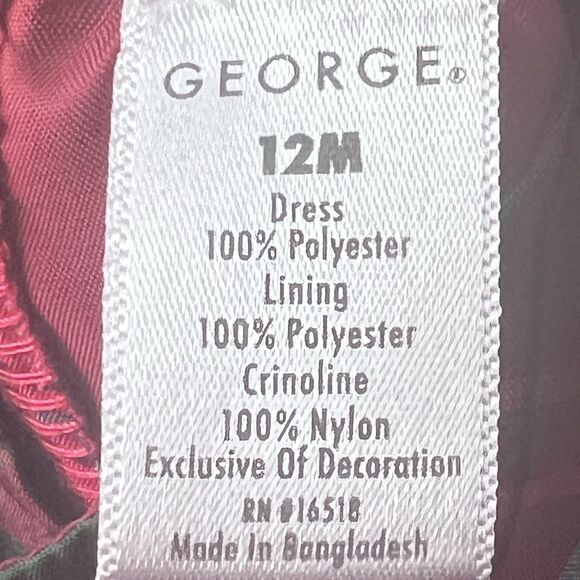 GEORGE®
12M
Dress
100% Polyester
Lining
100% Polyester
Crinoline
100% Nylon
Exclusive Of Decoration
RN #16518
Made In Bangladesh